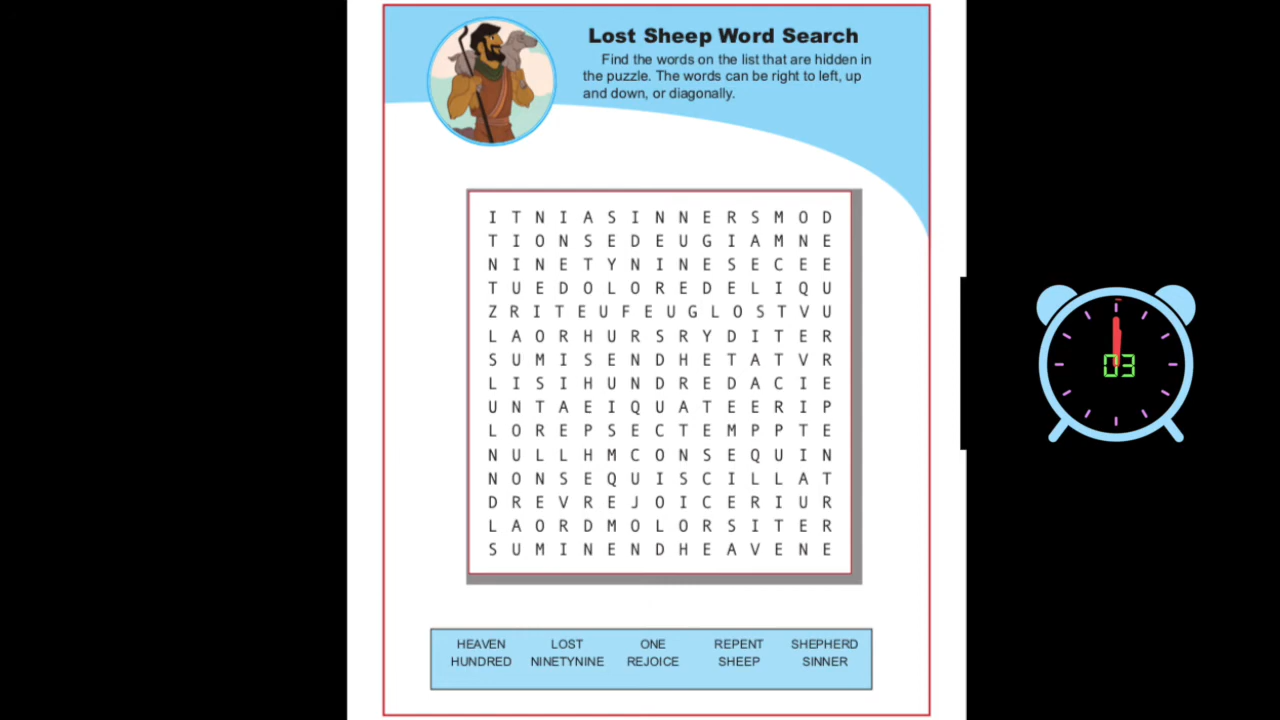 Lost Sheep Word Search
Find the words on the list that are hidden in
the puzzle. The words can be right to left, up
and down, or diagonally.
I T N I A S I N N E R S M O D
T I O N S E D E U G I A M N E
N I N E T Y N I N E S E C E E
T U E D O L O R E D E L I Q U
Z R I T E U F E U G L O S T V U
L A O R H U R S R Y D I T E R
S U M I S E N D H E T A T V R
L I S I H U N D R E D A C I E
U N T A E I Q U A T E E R I P
L O R E P S E C T E M P P T E
N U L L H M C O N S E Q U I N
N O N S E Q U I S C I L L A T
D R E V R E J O I C E R I U R
L A O R D M O L O R S I T E R
S U M I N E N D H E A V E N E
03
HEAVEN LOST ONE REPENT SHEPHERD
HUNDRED NINETYNINE REJOICE SHEEP SINNER